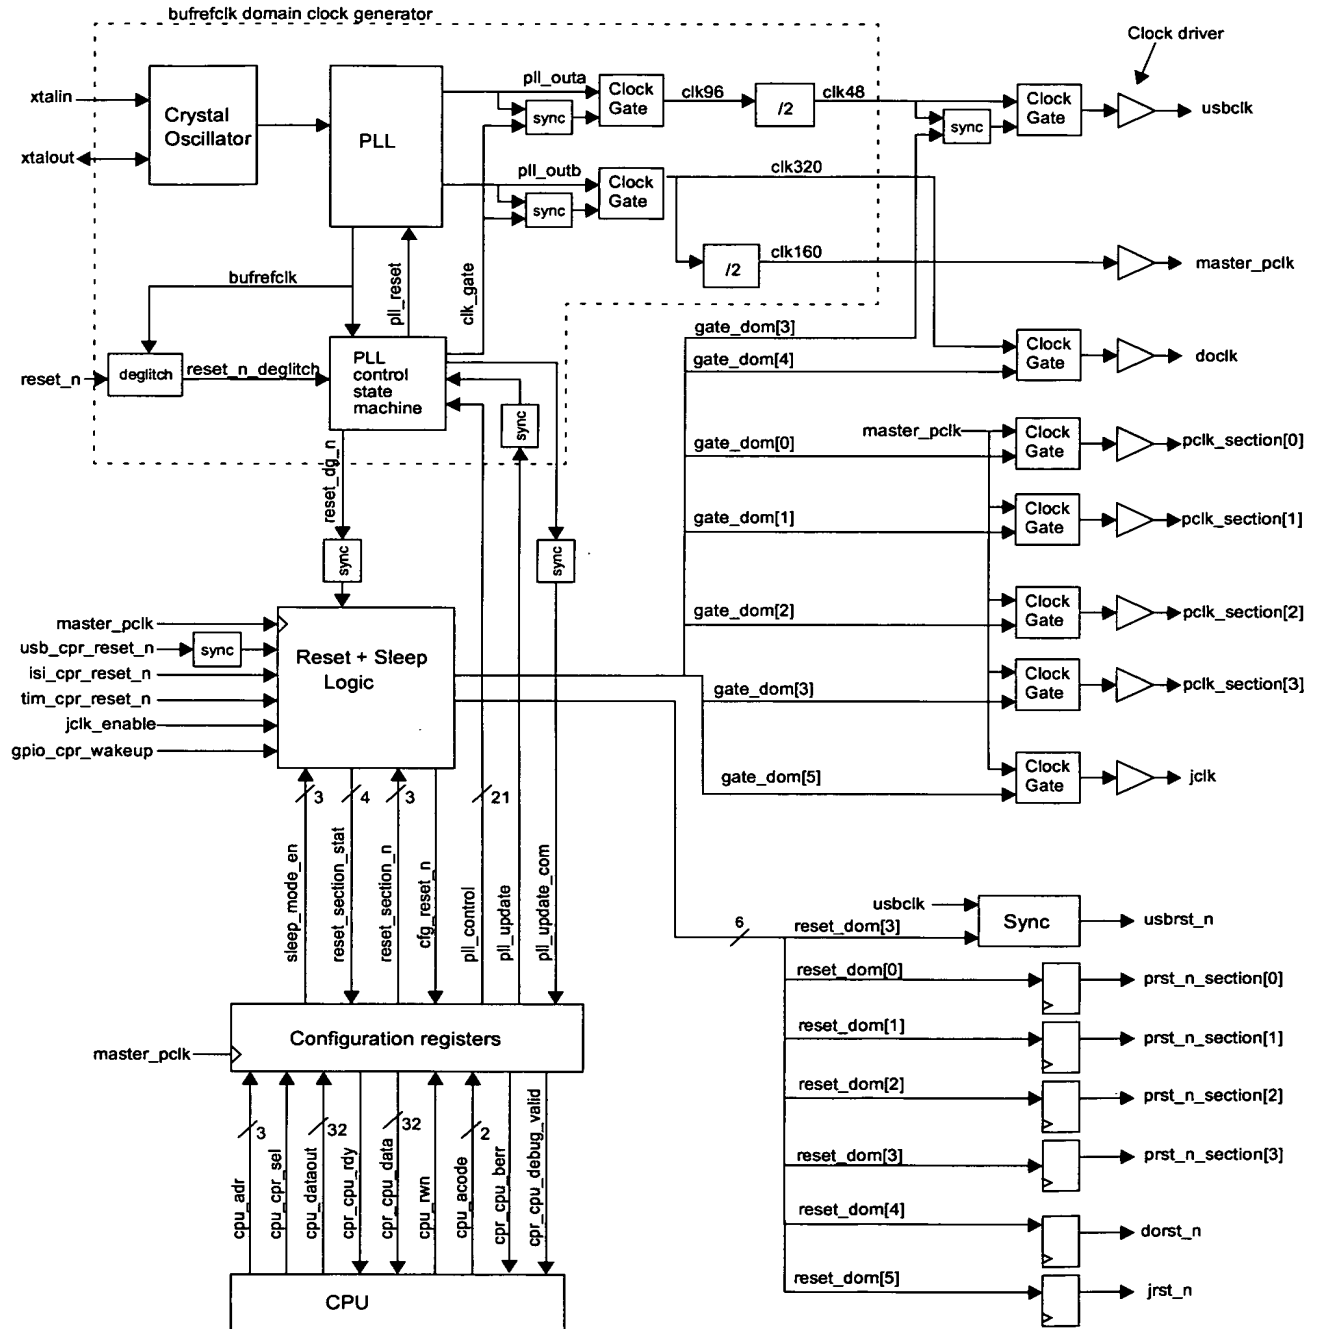 bufrefclk domain clock generator
Clock driver
xtalin
xtalout
Crystal
Oscillator
PLL
pll_outa
sync
Clock
Gate
clk96
/2
clk48
sync
Clock
Gate
usbclk
pll_outb
sync
Clock
Gate
clk320
/2
clk160
master_pclk
bufrefclk
pll_reset
clk_gate
reset_n
deglitch
reset_n_deglitch
PLL
control
state
machine
sync
gate_dom[3]
gate_dom[4]
Clock
Gate
doclk
reset_dg_n
master_pclk
gate_dom[0]
Clock
Gate
pclk_section[0]
gate_dom[1]
Clock
Gate
pclk_section[1]
sync
sync
gate_dom[2]
Clock
Gate
pclk_section[2]
master_pclk
usb_cpr_reset_n
sync
isi_cpr_reset_n
tim_cpr_reset_n
jclk_enable
gpio_cpr_wakeup
Reset + Sleep
Logic
gate_dom[3]
Clock
Gate
pclk_section[3]
gate_dom[5]
Clock
Gate
jclk
3
4
3
21
sleep_mode_en
reset_section_stat
reset_section_n
cfg_reset_n
pll_control
pll_update
pll_update_com
6
usbclk
reset_dom[3]
Sync
usbrst_n
reset_dom[0]
prst_n_section[0]
reset_dom[1]
prst_n_section[1]
reset_dom[2]
prst_n_section[2]
reset_dom[3]
prst_n_section[3]
reset_dom[4]
dorst_n
reset_dom[5]
jrst_n
Configuration registers
master_pclk
3
32
32
2
cpu_adr
cpu_cpr_sel
cpu_dataout
cpr_cpu_rdy
cpr_cpu_data
cpu_rwn
cpu_acode
cpr_cpu_berr
cpr_cpu_debug_valid
CPU